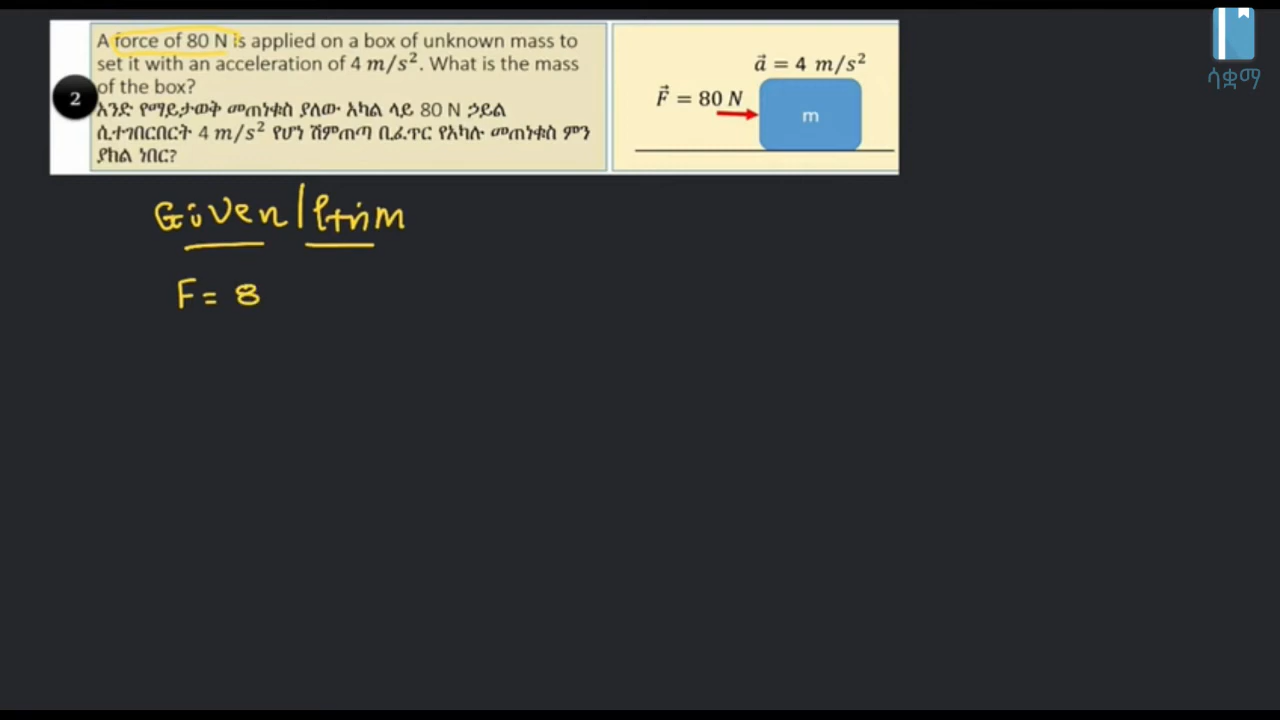 A force of 80 N is applied on a box of unknown mass to
set it with an acceleration of 4 m/s². What is the mass
of the box?
አንድ የማይታወቅ መጠነቁስ ያለው አካል ላይ 80 N ኃይል
ሲተገበርበርት 4 m/s² የሆነ ሽምጠጣ ቢፈጥር የአካሉ መጠነቁስ ምን
ያክል ነበር?
2
a⃗ = 4 m/s²
F⃗ = 80 N
m
ሰቋማ
Given/የተሰጠ
F = 8